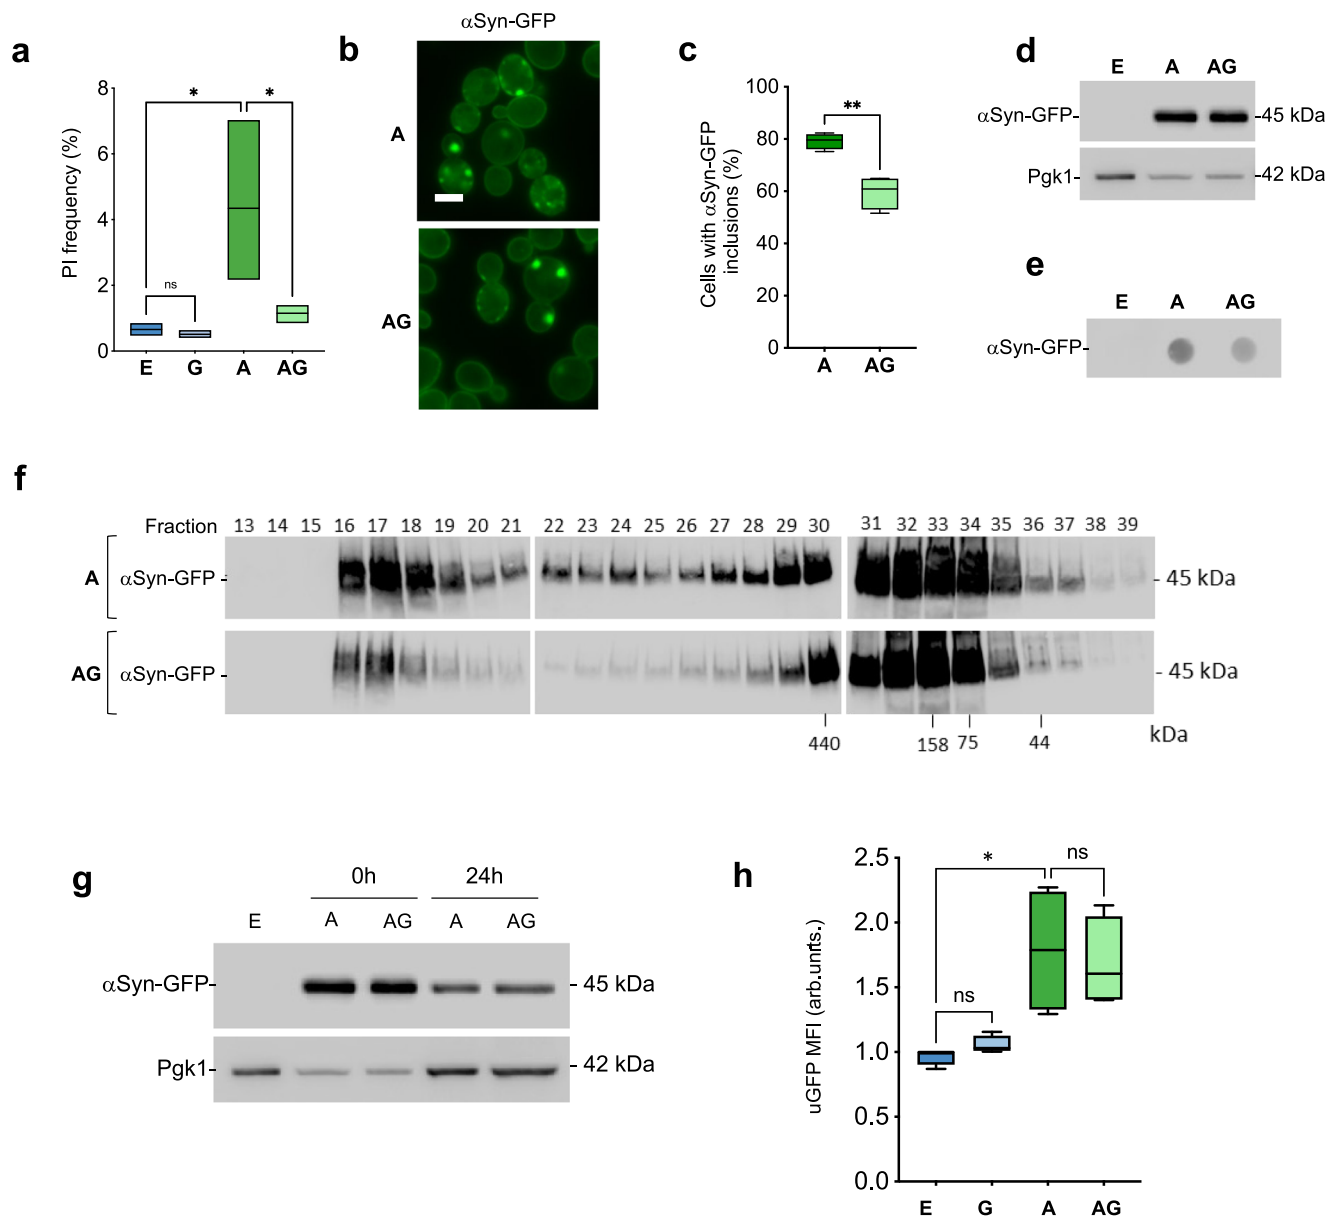 a
PI frequency (%)
8
6
4
2
0
*
*
ns
E G A AG
b
αSyn-GFP
A
AG
c
Cells with αSyn-GFP
inclusions (%)
100
80
60
40
20
0
**
A AG
d
E A AG
αSyn-GFP- -45 kDa
Pgk1- -42 kDa
e
E A AG
αSyn-GFP-
f
Fraction 13 14 15 16 17 18 19 20 21 22 23 24 25 26 27 28 29 30 31 32 33 34 35 36 37 38 39
A αSyn-GFP - - 45 kDa
AG αSyn-GFP - - 45 kDa
440 158 75 44 kDa
g
0h 24h
E A AG A AG
αSyn-GFP- - 45 kDa
Pgk1- - 42 kDa
h
uGFP MFI (arb.unrts.)
2.5
2.0
1.5
1.0
0.5
0.0
*
ns
ns
E G A AG